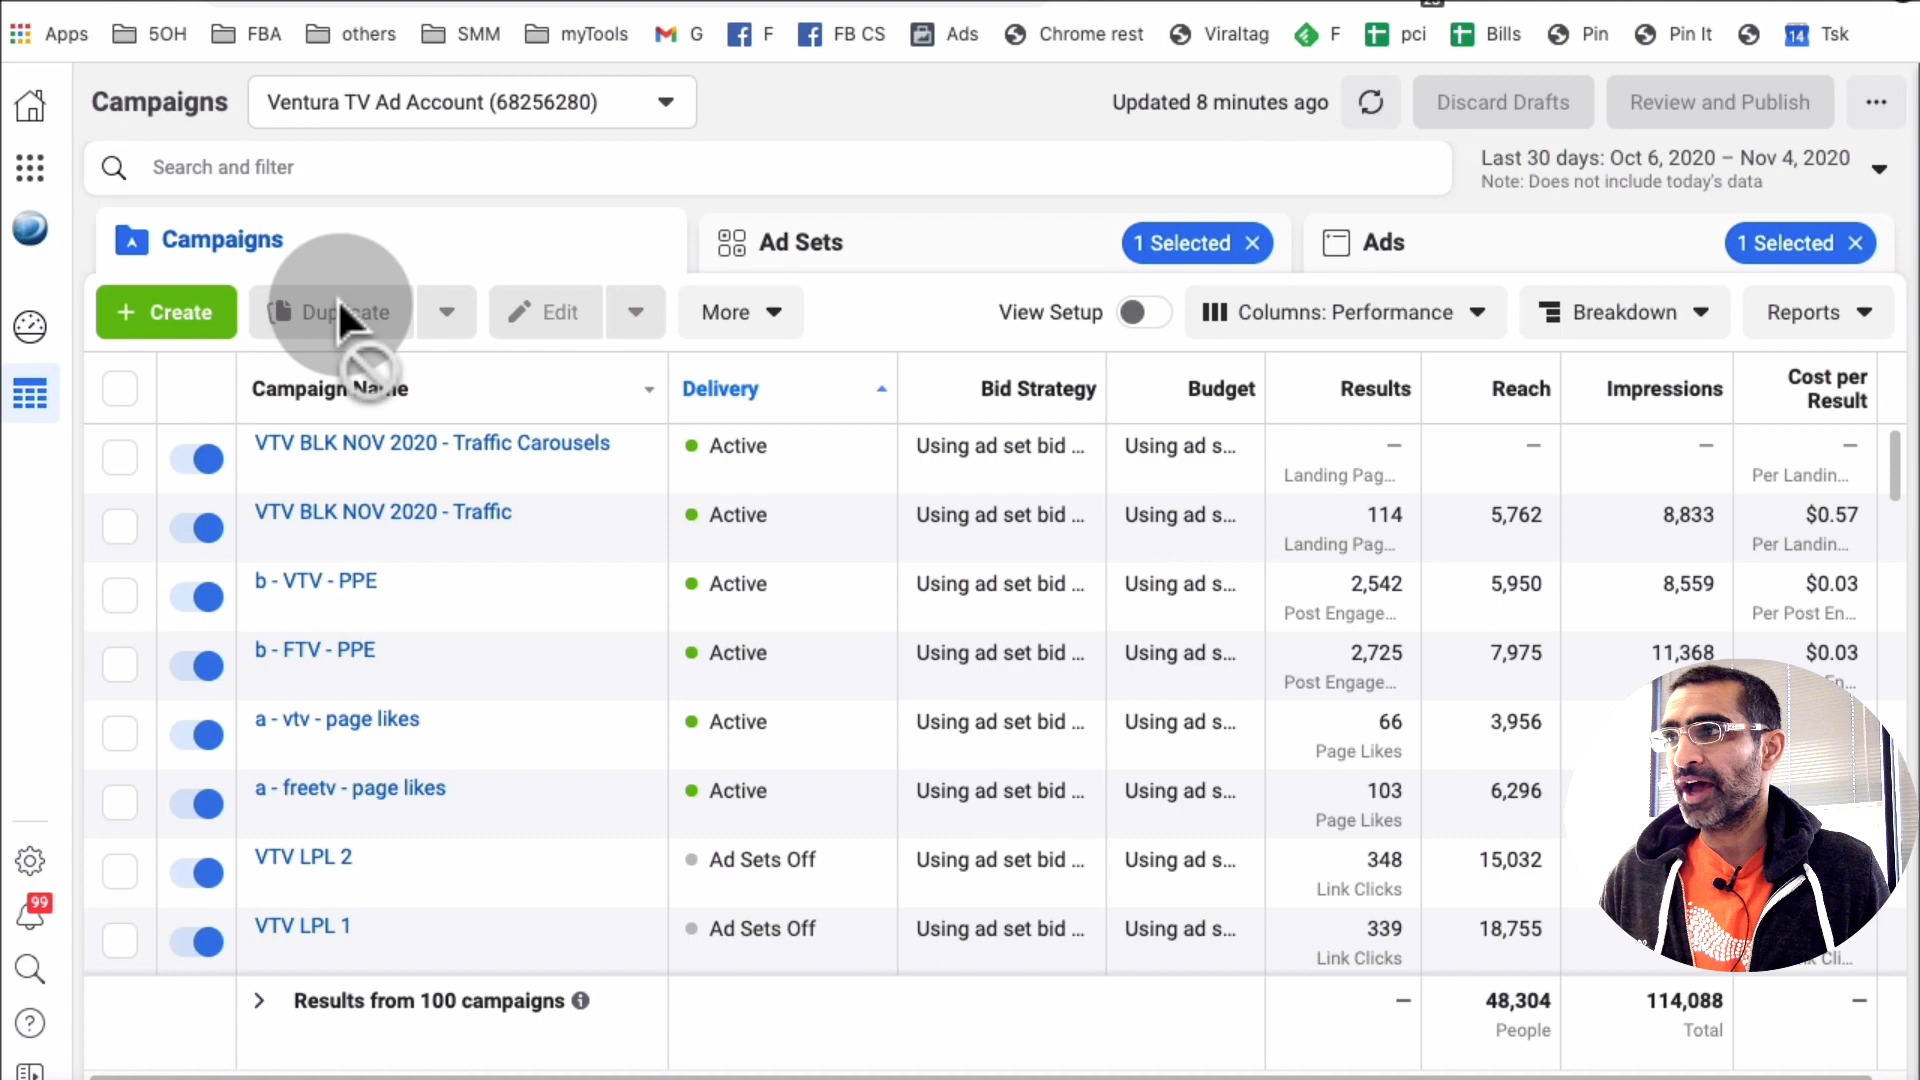 Apps 5OH FBA others SMM myTools G F FB CS Ads Chrome rest Viraltag F pci Bills Pin Pin It 14 Tsk
Campaigns Ventura TV Ad Account (68256280) Updated 8 minutes ago Discard Drafts Review and Publish
Search and filter
Last 30 days: Oct 6, 2020 – Nov 4, 2020
Note: Does not include today's data
Campaigns Ad Sets 1 Selected Ads 1 Selected
+ Create Duplicate Edit More View Setup Columns: Performance Breakdown Reports
Campaign Name Delivery Bid Strategy Budget Results Reach Impressions Cost per
Result
VTV BLK NOV 2020 - Traffic Carousels Active Using ad set bid ... Using ad s... – – – –
Landing Pag... Per Landin...
VTV BLK NOV 2020 - Traffic Active Using ad set bid ... Using ad s... 114 5,762 8,833 $0.57
Landing Pag... Per Landin...
b - VTV - PPE Active Using ad set bid ... Using ad s... 2,542 5,950 8,559 $0.03
Post Engage... Per Post En...
b - FTV - PPE Active Using ad set bid ... Using ad s... 2,725 7,975 11,368 $0.03
Post Engage...
a - vtv - page likes Active Using ad set bid ... Using ad s... 66 3,956
Page Likes
a - freetv - page likes Active Using ad set bid ... Using ad s... 103 6,296
Page Likes
VTV LPL 2 Ad Sets Off Using ad set bid ... Using ad s... 348 15,032
Link Clicks
99
VTV LPL 1 Ad Sets Off Using ad set bid ... Using ad s... 339 18,755
Link Clicks
Results from 100 campaigns – 48,304 114,088 –
People Total